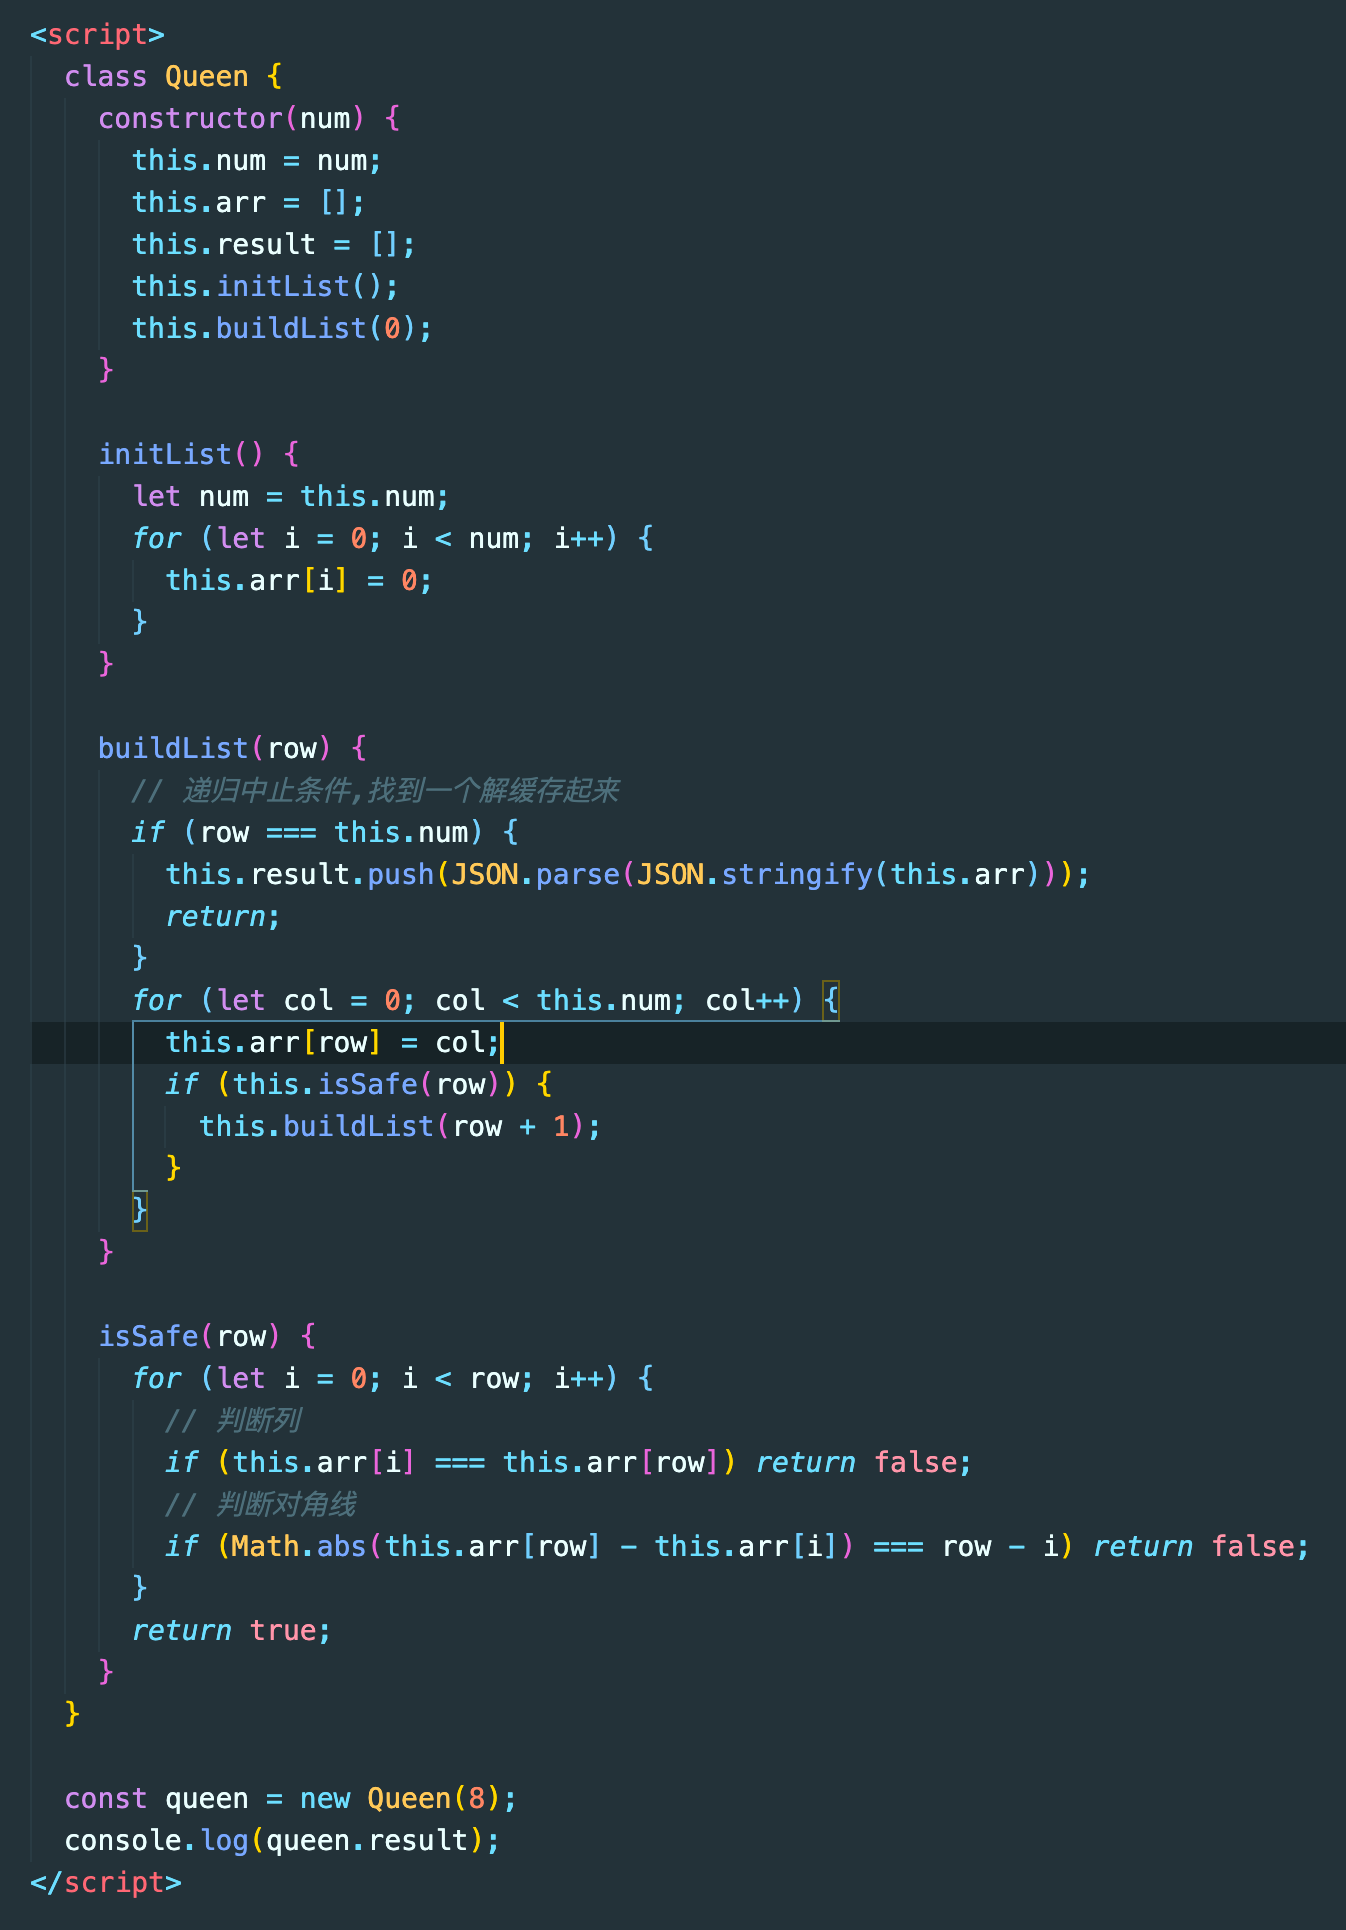 <script>
class Queen {
constructor(num) {
this.num = num;
this.arr = [];
this.result = [];
this.initList();
this.buildList(0);
}
initList() {
let num = this.num;
for (let i = 0; i < num; i++) {
this.arr[i] = 0;
}
}
buildList(row) {
// 递归中止条件,找到一个解缓存起来
if (row === this.num) {
this.result.push(JSON.parse(JSON.stringify(this.arr)));
return;
}
for (let col = 0; col < this.num; col++) {
this.arr[row] = col;
if (this.isSafe(row)) {
this.buildList(row + 1);
}
}
}
isSafe(row) {
for (let i = 0; i < row; i++) {
// 判断列
if (this.arr[i] === this.arr[row]) return false;
// 判断对角线
if (Math.abs(this.arr[row] - this.arr[i]) === row - i) return false;
}
return true;
}
}
const queen = new Queen(8);
console.log(queen.result);
</script>